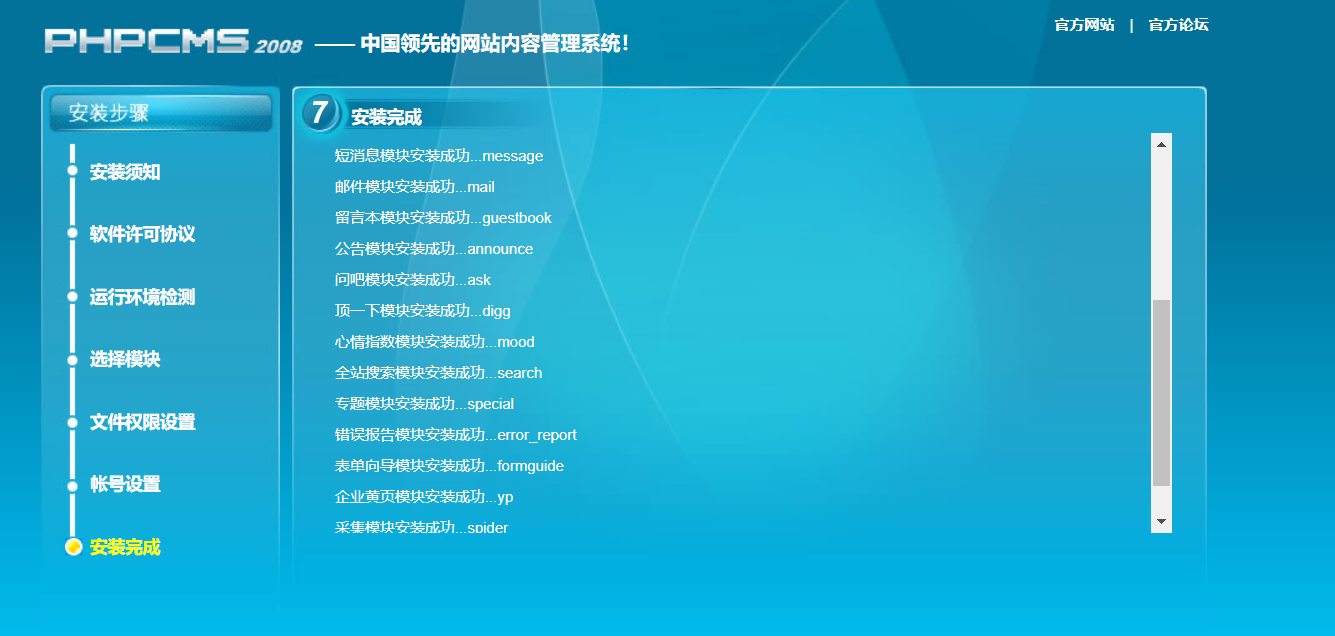 PHPCMS 2008 —— 中国领先的网站内容管理系统!
官方网站 | 官方论坛
安装步骤
安装须知
软件许可协议
运行环境检测
选择模块
文件权限设置
帐号设置
安装完成
7 安装完成
短消息模块安装成功...message
邮件模块安装成功...mail
留言本模块安装成功...guestbook
公告模块安装成功...announce
问吧模块安装成功...ask
顶一下模块安装成功...digg
心情指数模块安装成功...mood
全站搜索模块安装成功...search
专题模块安装成功...special
错误报告模块安装成功...error_report
表单向导模块安装成功...formguide
企业黄页模块安装成功...yp
采集模块安装成功...spider